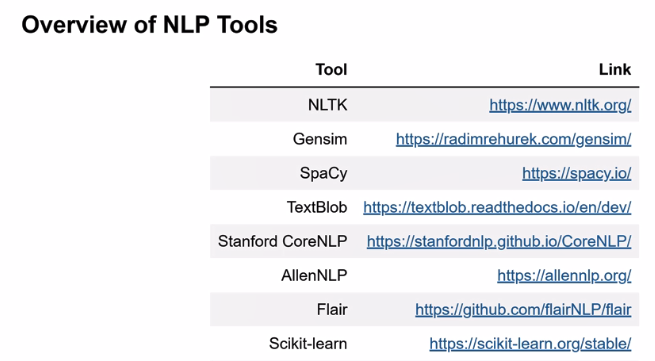 Overview of NLP Tools
Tool Link
NLTK https://www.nltk.org/
Gensim https://radimrehurek.com/gensim/
SpaCy https://spacy.io/
TextBlob https://textblob.readthedocs.io/en/dev/
Stanford CoreNLP https://stanfordnlp.github.io/CoreNLP/
AllenNLP https://allennlp.org/
Flair https://github.com/flairNLP/flair
Scikit-learn https://scikit-learn.org/stable/